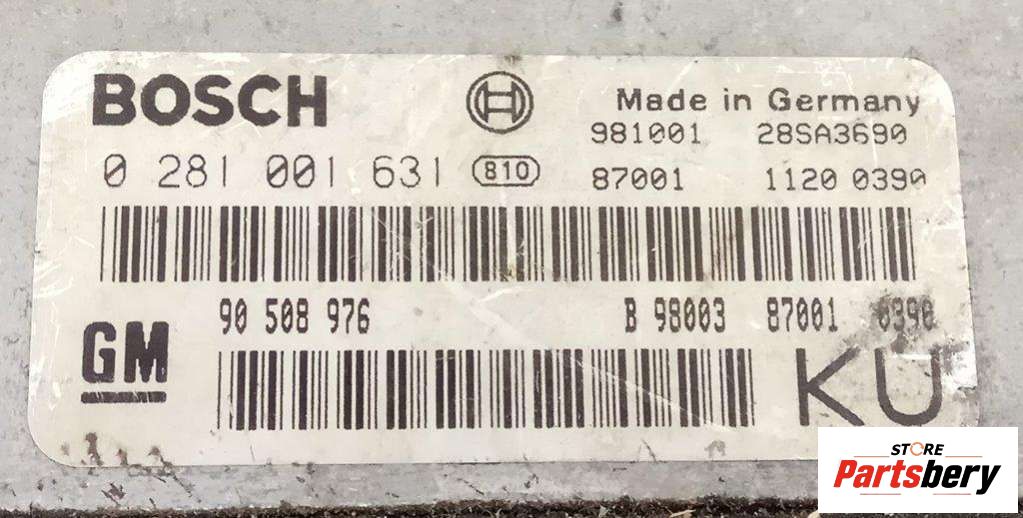 BOSCH
Made in Germany
981001 28SA3690
0 281 001 631 810
87001 1120 0390
90 508 976 B 98003 87001 0390
GM
KU
STORE
Partsbery